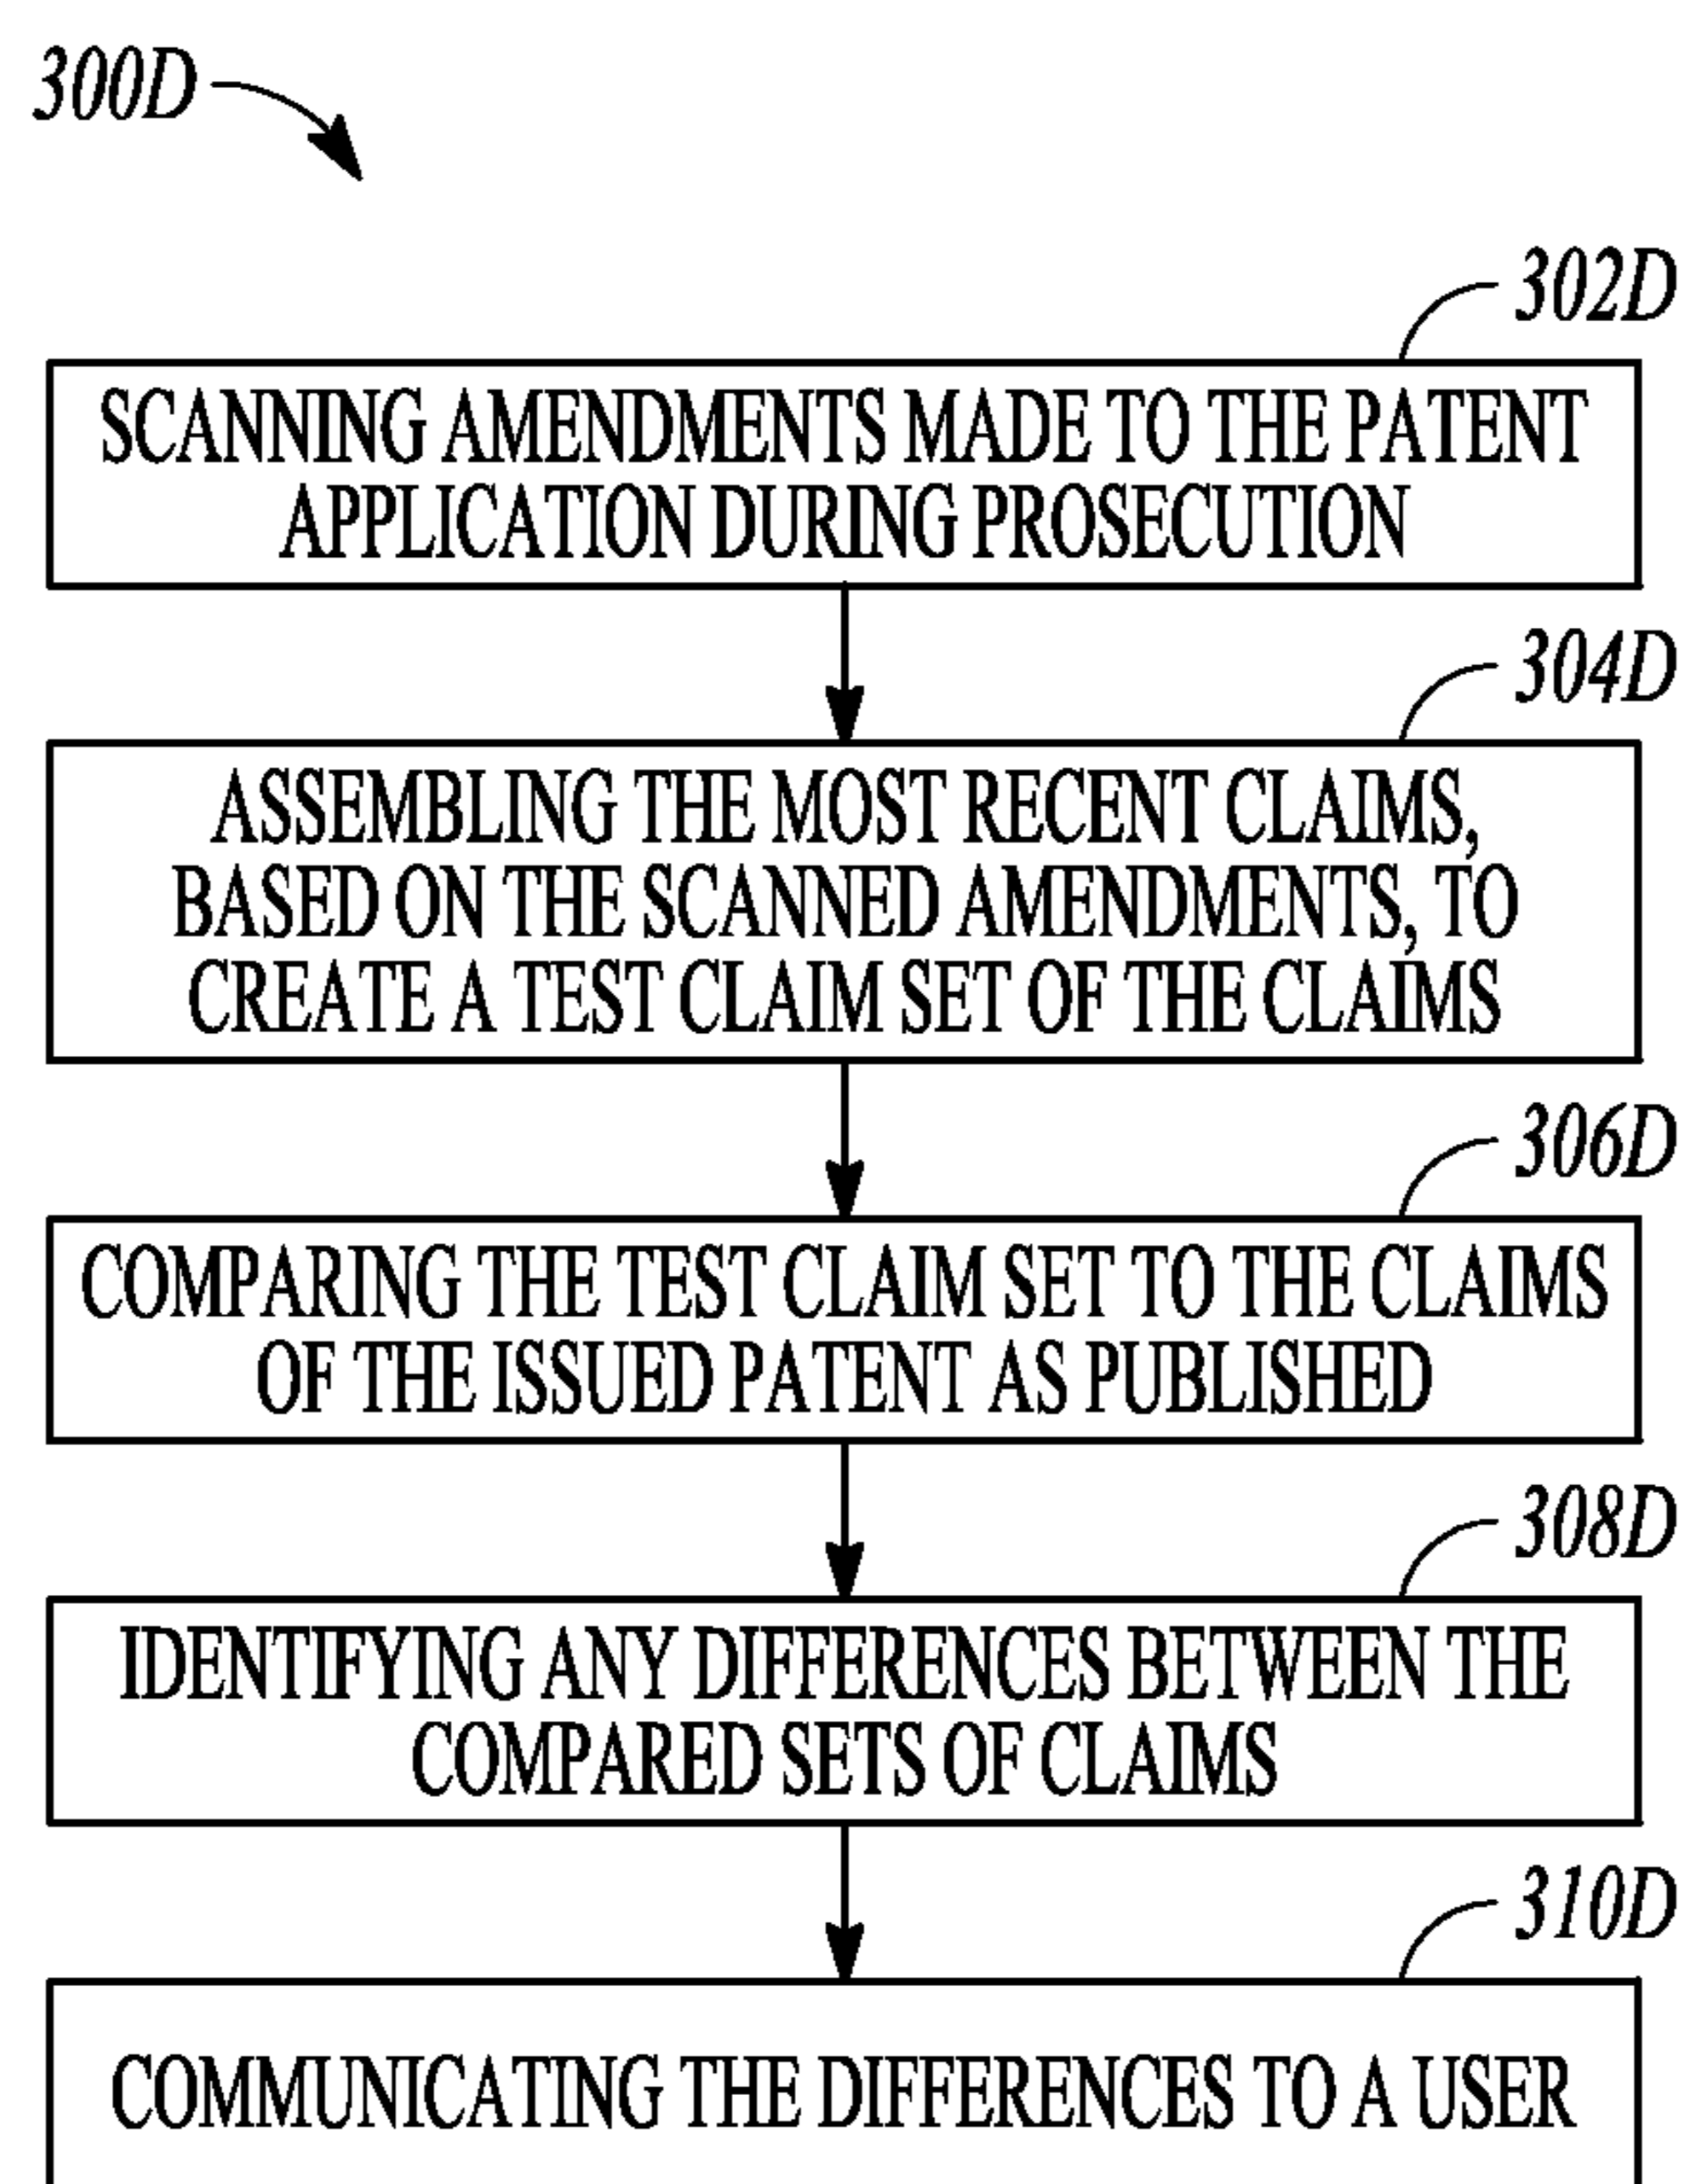 300D
302D
SCANNING AMENDMENTS MADE TO THE PATENT
APPLICATION DURING PROSECUTION
304D
ASSEMBLING THE MOST RECENT CLAIMS,
BASED ON THE SCANNED AMENDMENTS, TO
CREATE A TEST CLAIM SET OF THE CLAIMS
306D
COMPARING THE TEST CLAIM SET TO THE CLAIMS
OF THE ISSUED PATENT AS PUBLISHED
308D
IDENTIFYING ANY DIFFERENCES BETWEEN THE
COMPARED SETS OF CLAIMS
310D
COMMUNICATING THE DIFFERENCES TO A USER